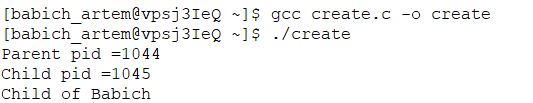 [babich_artem@vpsj3IeQ ~]$ gcc create.c -o create
[babich_artem@vpsj3IeQ ~]$ ./create
Parent pid =1044
Child pid =1045
Child of Babich